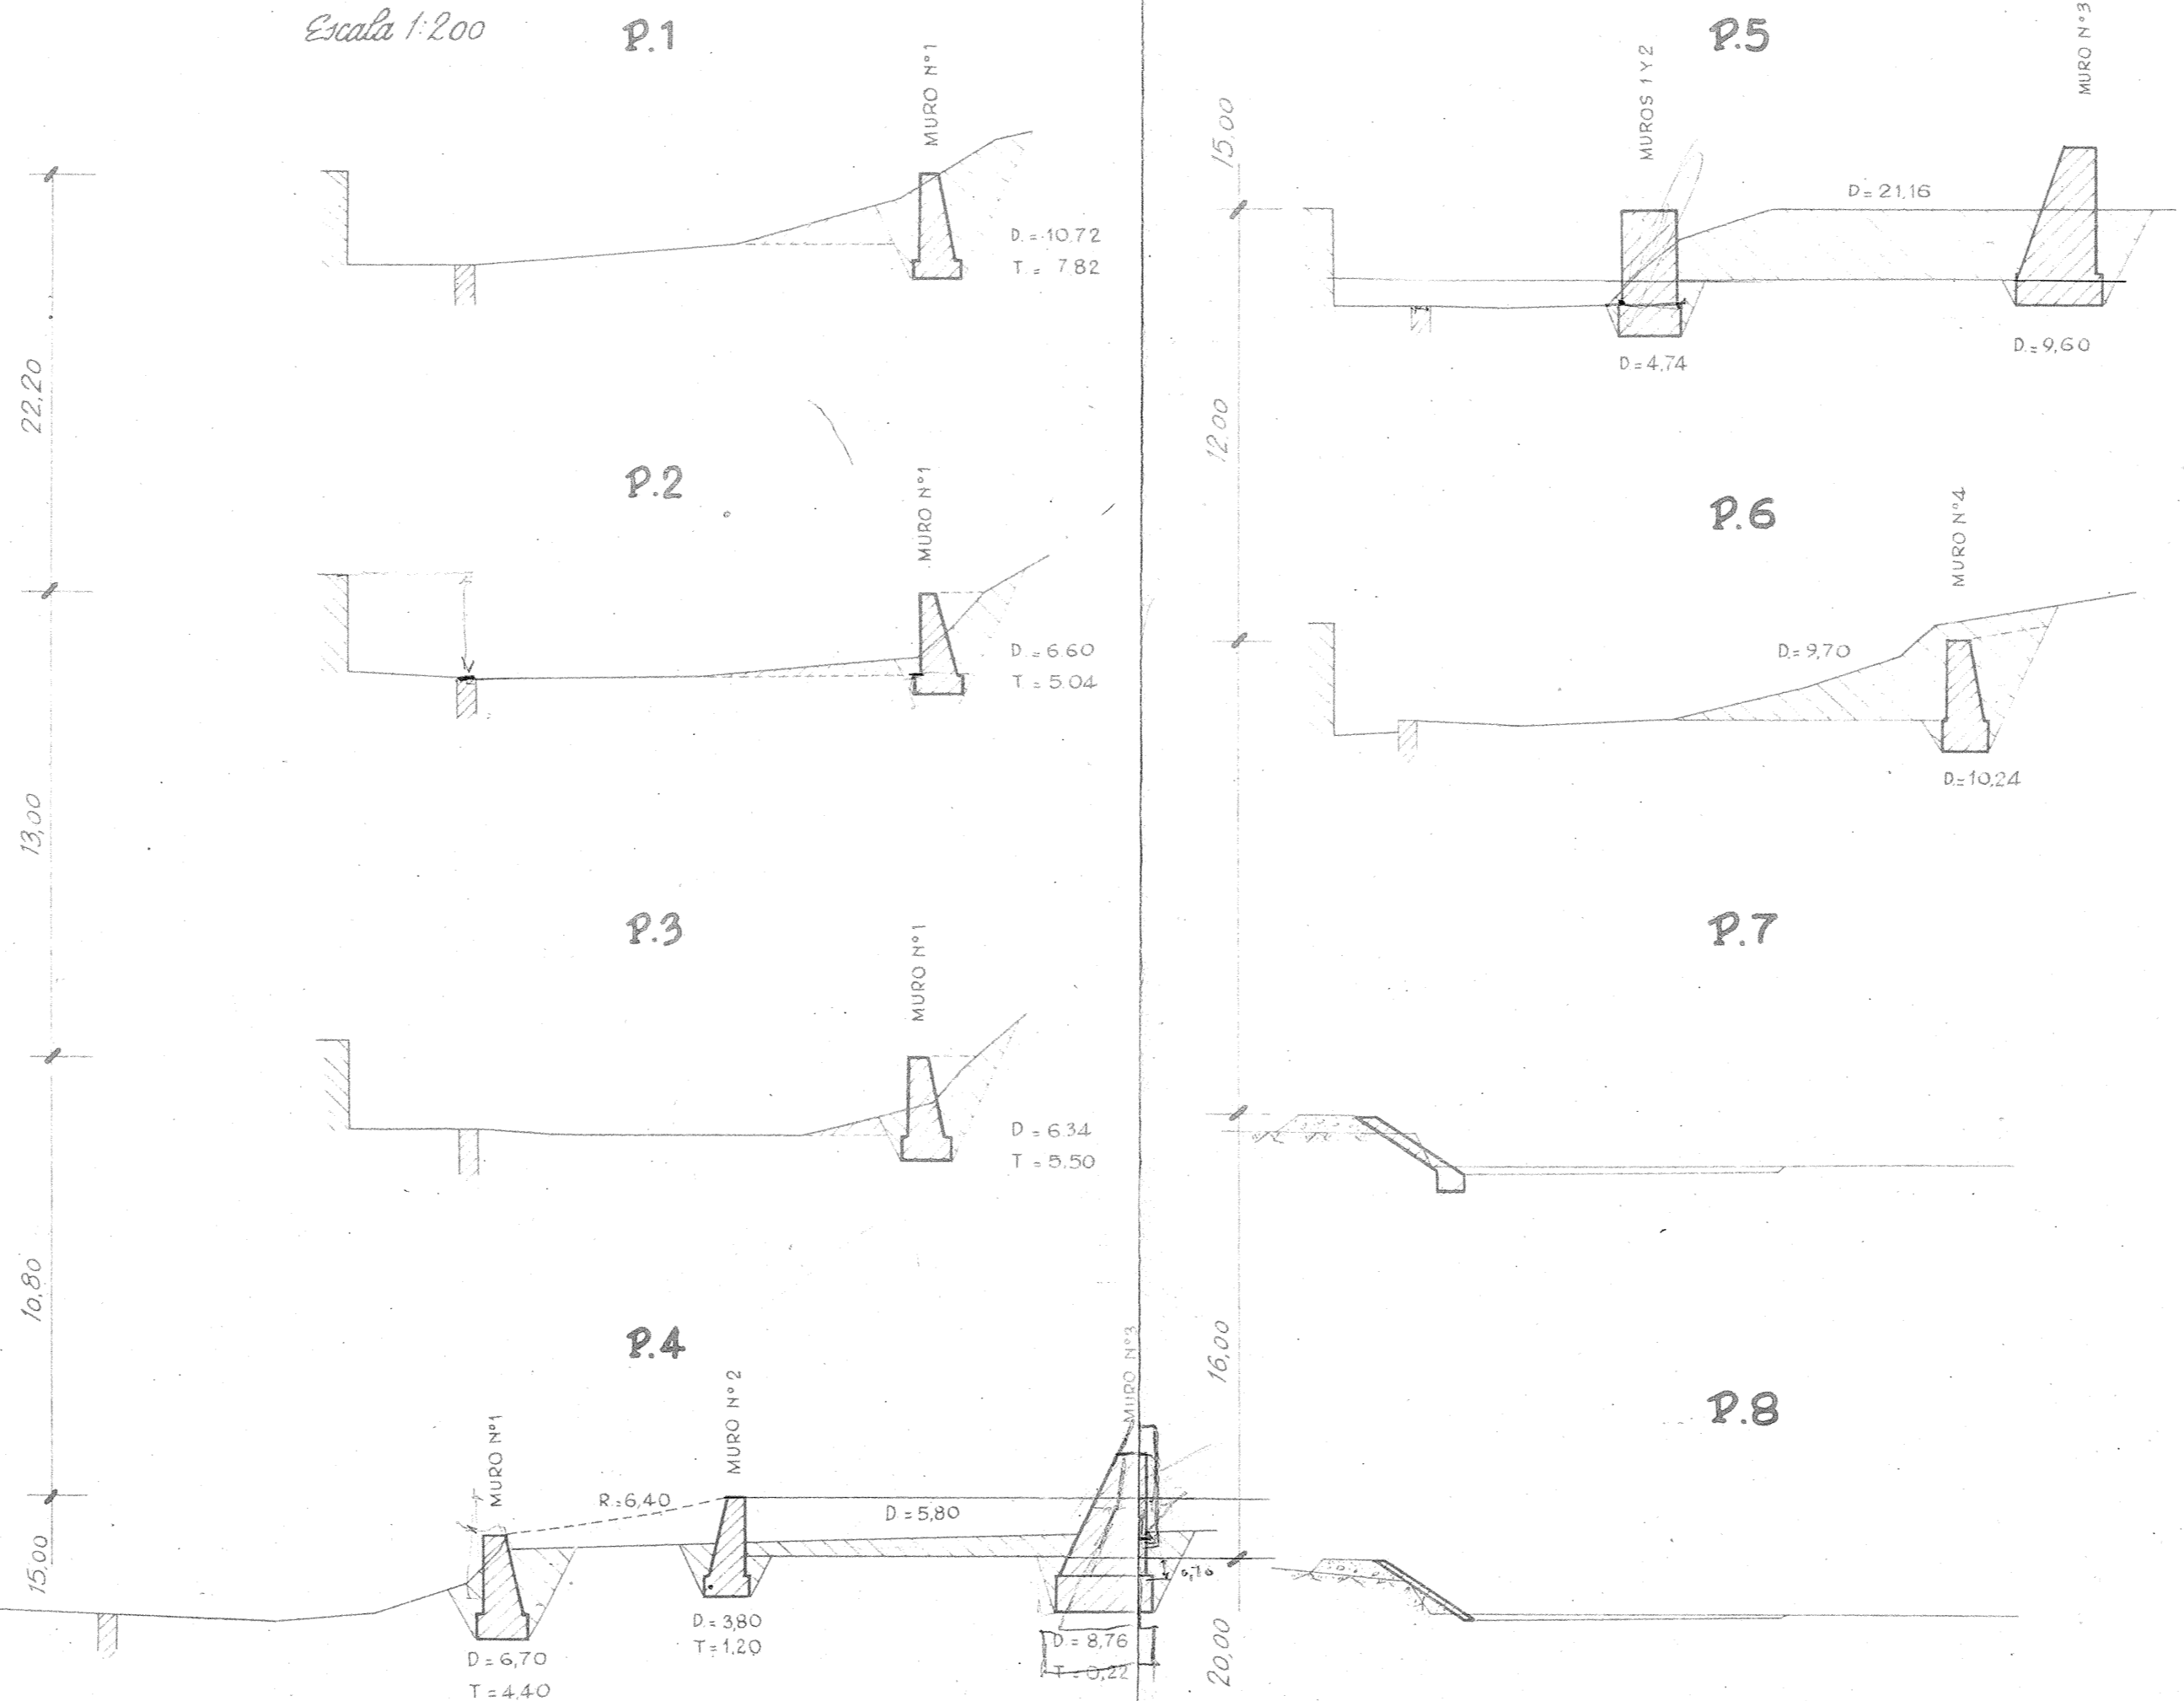 Escala 1:200
P.1
MURO Nº1
D.=10.72
T.= 7.82
22,20
P.2
MURO Nº1
D.=6.60
T.=5.04
13,00
P.3
MURO Nº1
D=6.34
T=5.50
10,80
P.4
MURO Nº1
MURO Nº2
MURO Nº3
R.=6,40
D=5,80
0,70
15,00
D.=3,80
T=1,20
D=6,70
T=4.40
D=8,76
T=0,22
P.5
MUROS 1 Y 2
MURO Nº3
15,00
D=21,16
D=4,74
D.=9,60
12.00
P.6
MURO Nº4
D.=9,70
D.=10,24
P.7
16,00
P.8
20,00